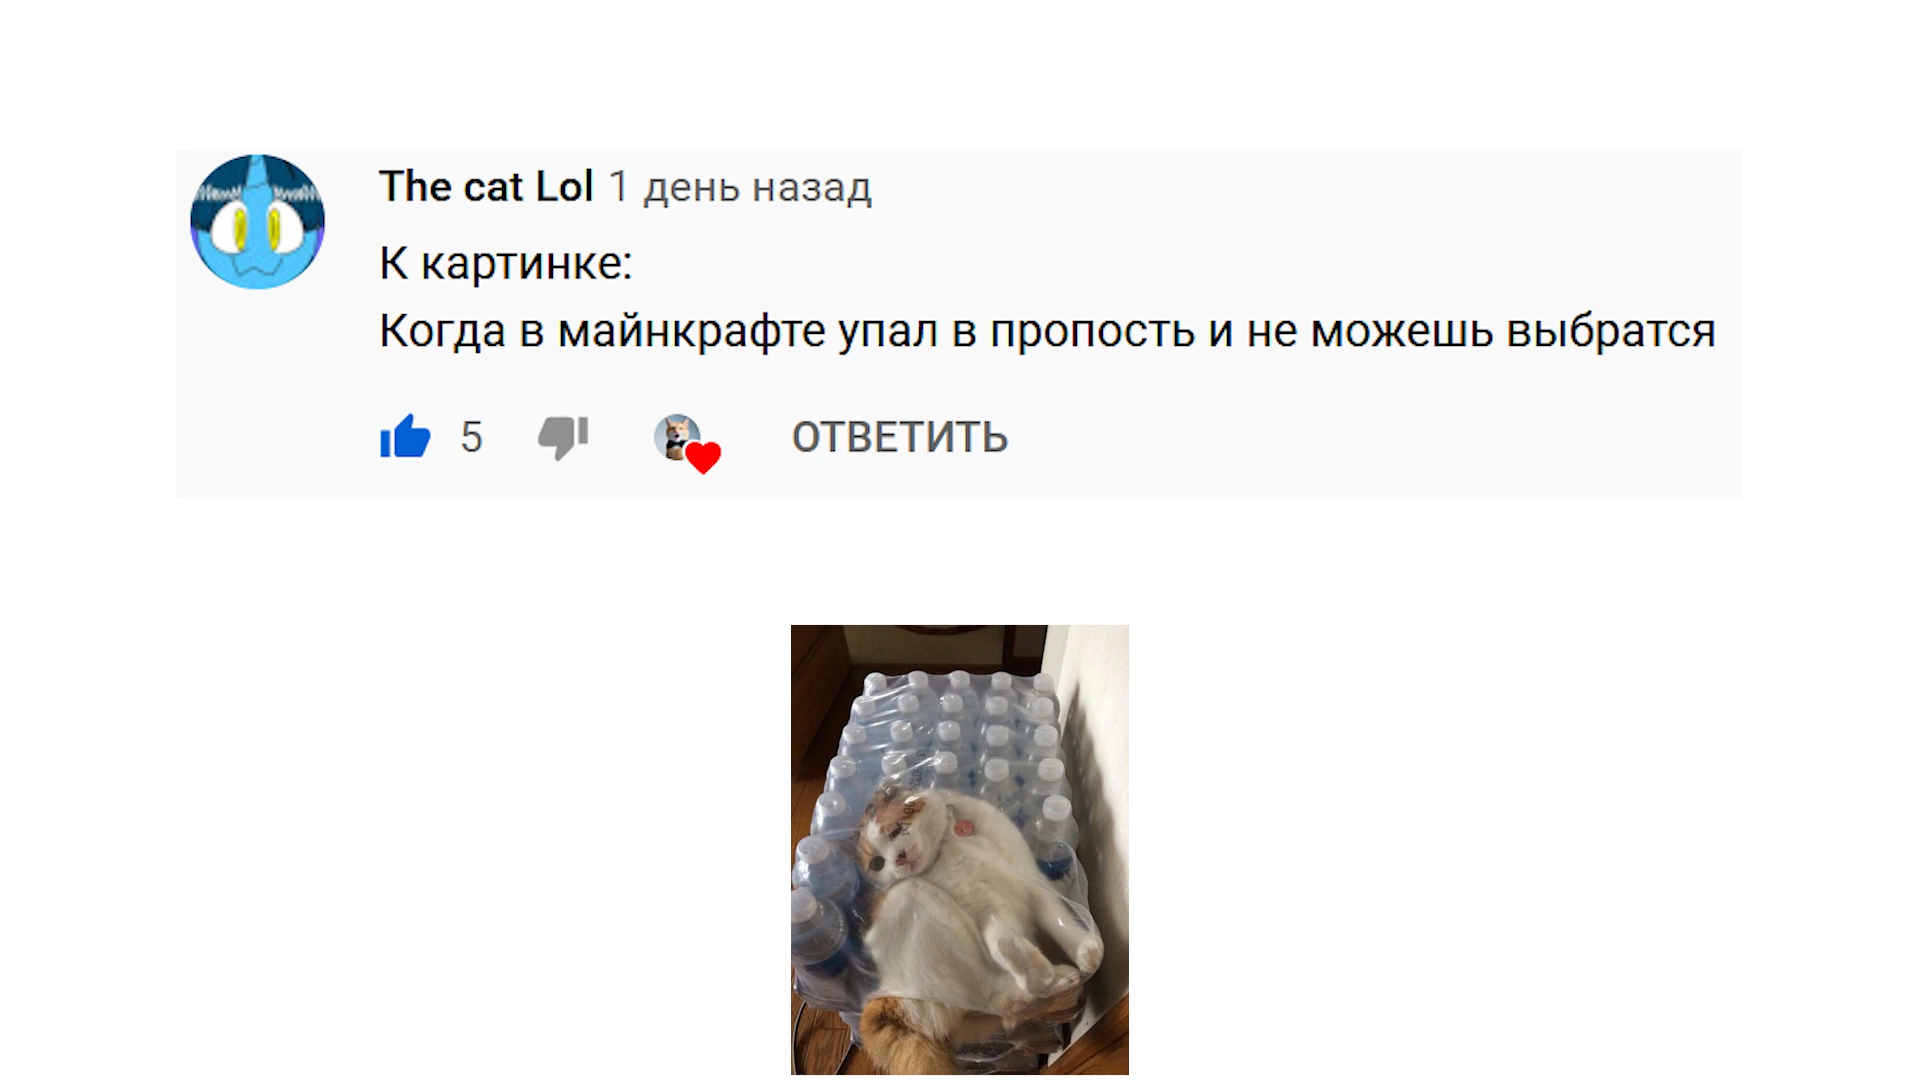 The cat Lol 1 день назад
К картинке:
Когда в майнкрафте упал в пропость и не можешь выбратся
5
ОТВЕТИТЬ